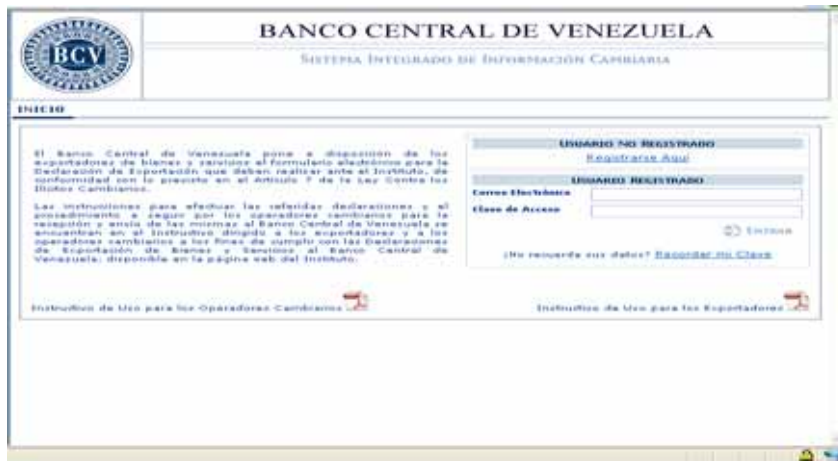 BANCO CENTRAL DE VENEZUELA
BCV
SISTEMA INTEGRADO DE INFORMACIÓN CAMBIARIA
INICIO
El Banco Central de Venezuela pone a disposición de los
exportadores de bienes y servicios el formulario electrónico para la
Declaración de Exportación que deben realizar ante el Instituto, de
conformidad con lo previsto en el Artículo 7 de la Ley Contra los
Ilícitos Cambiarios.
Las instrucciones para efectuar las referidas declaraciones y el
procedimiento a seguir por los operadores cambiarios para la
recepción y envío de las mismas al Banco Central de Venezuela se
encuentran en el Instructivo dirigido a los exportadores y a los
operadores cambiarios a los fines de cumplir con las Declaraciones
de Exportación de Bienes y Servicios al Banco Central de
Venezuela, disponible en la página web del Instituto.
USUARIO NO REGISTRADO
Registrarse Aquí
USUARIO REGISTRADO
Correo Electrónico
Clave de Acceso
ENTRAR
¿No recuerda sus datos? Recordar mi Clave
Instructivo de Uso para los Operadores Cambiarios
Instructivo de Uso para los Exportadores